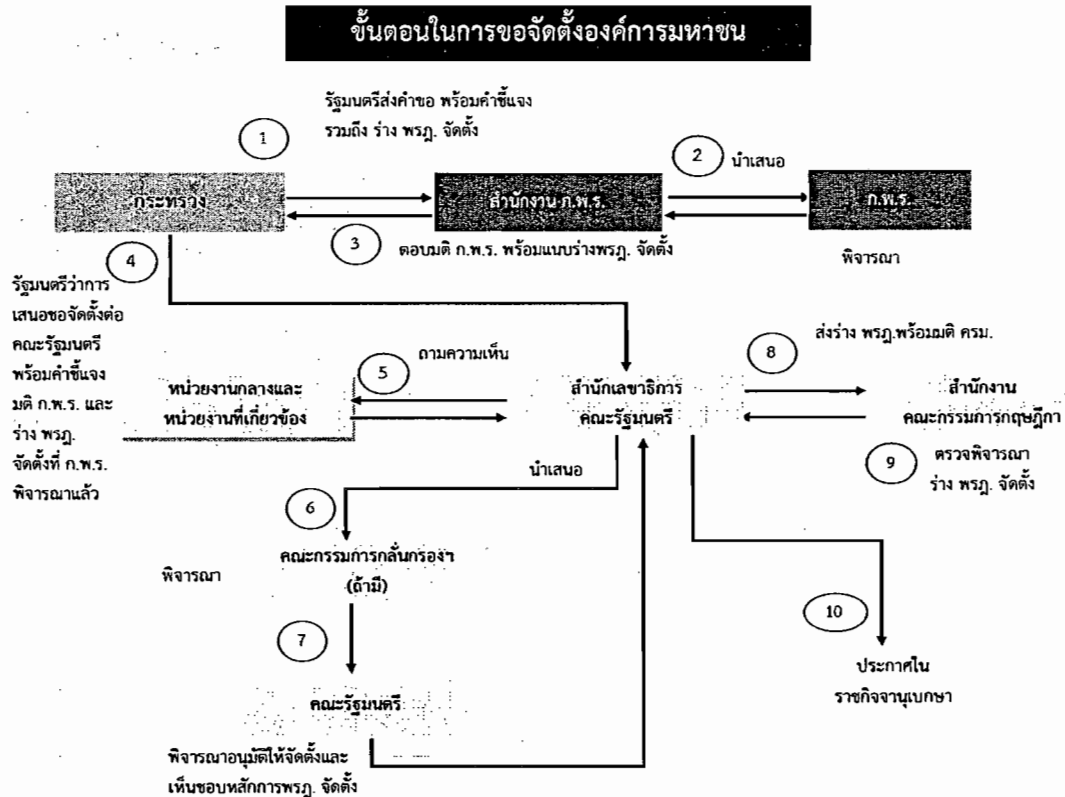 ขั้นตอนในการขอจัดตั้งองค์การมหาชน
รัฐมนตรีส่งคำขอ พร้อมคำชี้แจง
รวมถึง ร่าง พรฎ. จัดตั้ง
1
2
นำเสนอ
กระทรวง
สำนักงาน ก.พ.ร.
ก.พ.ร.
3
ตอบมติ ก.พ.ร. พร้อมแนบร่างพรฎ. จัดตั้ง
พิจารณา
4
รัฐมนตรีว่าการ
เสนอขอจัดตั้งต่อ
คณะรัฐมนตรี
พร้อมคำชี้แจง
มติ ก.พ.ร. และ
ร่าง พรฎ.
จัดตั้งที่ ก.พ.ร.
พิจารณาแล้ว
ถามความเห็น
5
หน่วยงานกลางและ
หน่วยงานที่เกี่ยวข้อง
สำนักเลขาธิการ
คณะรัฐมนตรี
ส่งร่าง พรฎ.พร้อมมติ ครม.
8
สำนักงาน
คณะกรรมการกฤษฎีกา
9
ตรวจพิจารณา
ร่าง พรฎ. จัดตั้ง
นำเสนอ
6
พิจารณา
คณะกรรมการกลั่นกรองฯ
(ถ้ามี)
7
คณะรัฐมนตรี
พิจารณาอนุมัติให้จัดตั้งและ
เห็นชอบหลักการพรฎ. จัดตั้ง
10
ประกาศใน
ราชกิจจานุเบกษา